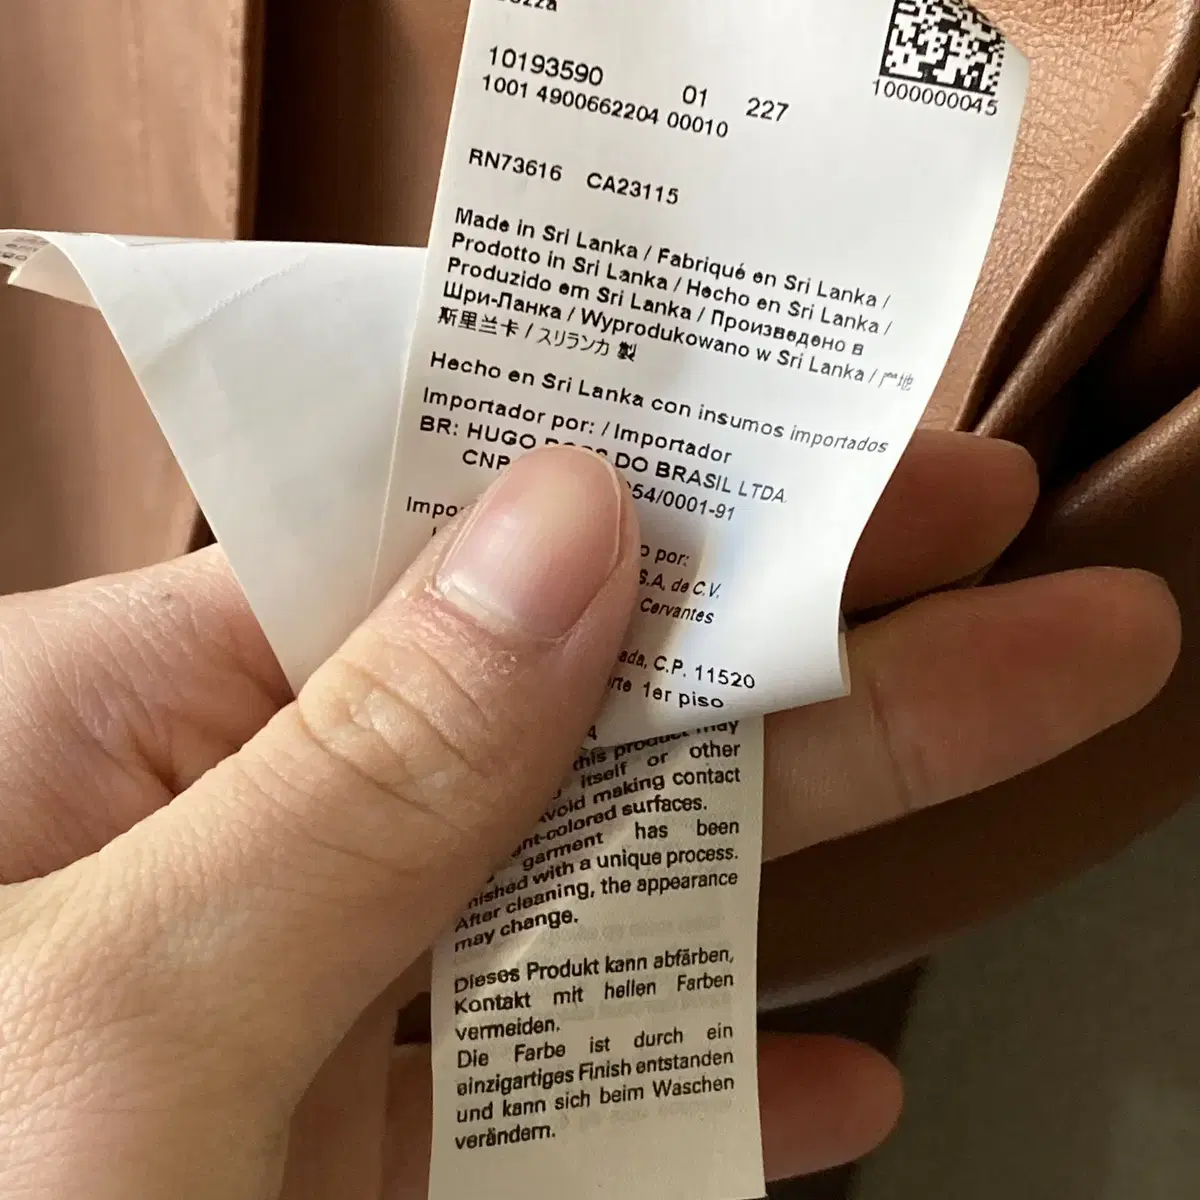 10193590 01 227
1001 4900662204 00010
1000000045
RN73616 CA23115
Made in Sri Lanka / Fabriqué en Sri Lanka /
Prodotto in Sri Lanka / Hecho en Sri Lanka /
Produzido em Sri Lanka / Произведено в
Шри-Ланка / Wyprodukowano w Sri Lanka / 产地
斯里兰卡 / スリランカ 製
Hecho en Sri Lanka con insumos importados
Importador por: / Importador
BR: HUGO DO BRASIL LTDA
54/0001-91
por:
S.A. de C.V.
Cervantes
C.P. 11520
1er piso
4
this product may
itself or other
making contact
surfaces.
garment has been
with a unique process.
After cleaning, the appearance
may change.
Dieses Produkt kann abfärben,
Kontakt mit hellen Farben
vermeiden.
Die Farbe ist durch ein
einzigartiges Finish entstanden
und kann sich beim Waschen
verändern.